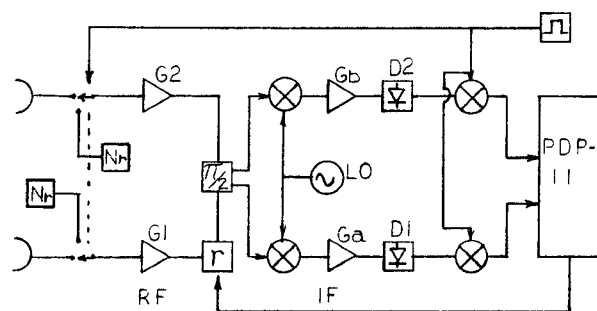 G2
Gb
D2
Nr
π/2
LO
PDP-
11
Nr
G1
r
Ga
D1
RF
IF